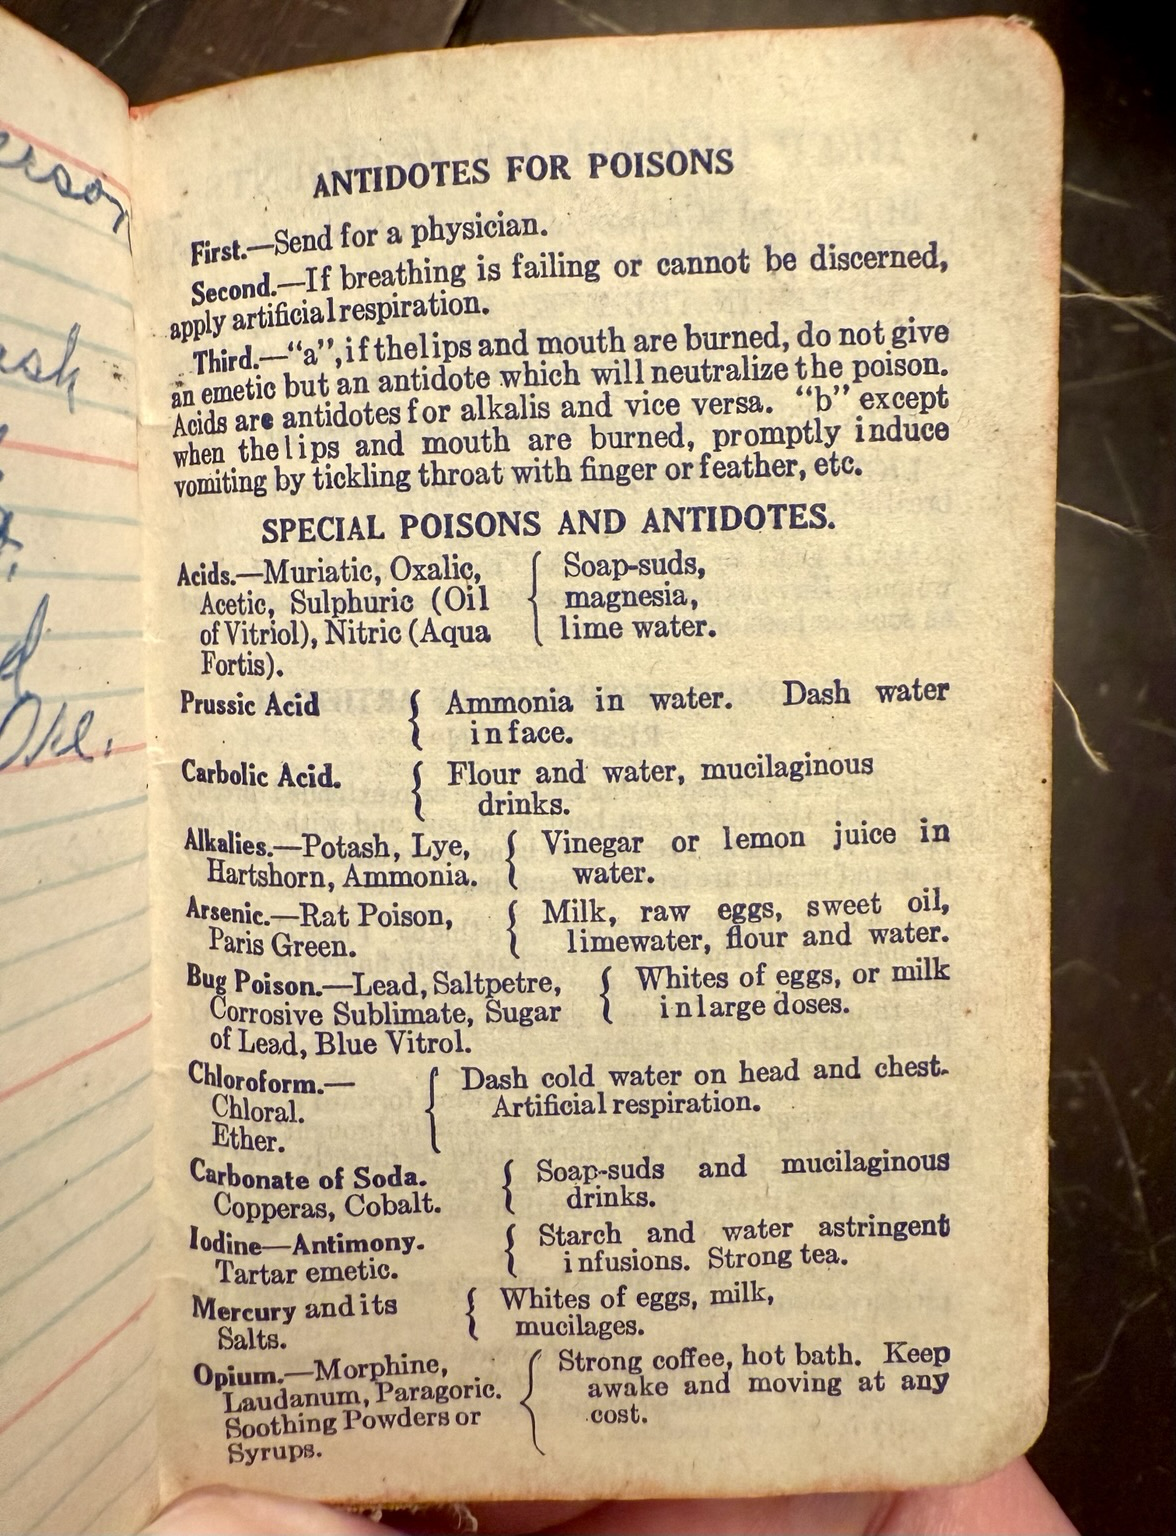 ANTIDOTES FOR POISONS
First.—Send for a physician.
Second.—If breathing is failing or cannot be discerned,
apply artificial respiration.
Third.—"a", if the lips and mouth are burned, do not give
an emetic but an antidote which will neutralize the poison.
Acids are antidotes for alkalis and vice versa. "b" except
when the lips and mouth are burned, promptly induce
vomiting by tickling throat with finger or feather, etc.
SPECIAL POISONS AND ANTIDOTES.
Acids.—Muriatic, Oxalic,
Acetic, Sulphuric (Oil
of Vitriol), Nitric (Aqua
Fortis).
Soap-suds,
magnesia,
lime water.
Prussic Acid
Ammonia in water. Dash water
in face.
Carbolic Acid.
Flour and water, mucilaginous
drinks.
Alkalies.—Potash, Lye,
Hartshorn, Ammonia.
Vinegar or lemon juice in
water.
Arsenic.—Rat Poison,
Paris Green.
Milk, raw eggs, sweet oil,
limewater, flour and water.
Bug Poison.—Lead, Saltpetre,
Corrosive Sublimate, Sugar
of Lead, Blue Vitrol.
Whites of eggs, or milk
in large doses.
Chloroform.—
Chloral.
Ether.
Dash cold water on head and chest.
Artificial respiration.
Carbonate of Soda.
Copperas, Cobalt.
Soap-suds and mucilaginous
drinks.
Iodine—Antimony.
Tartar emetic.
Starch and water astringent
infusions. Strong tea.
Mercury and its
Salts.
Whites of eggs, milk,
mucilages.
Opium.—Morphine,
Laudanum, Paragoric.
Soothing Powders or
Syrups.
Strong coffee, hot bath. Keep
awake and moving at any
cost.